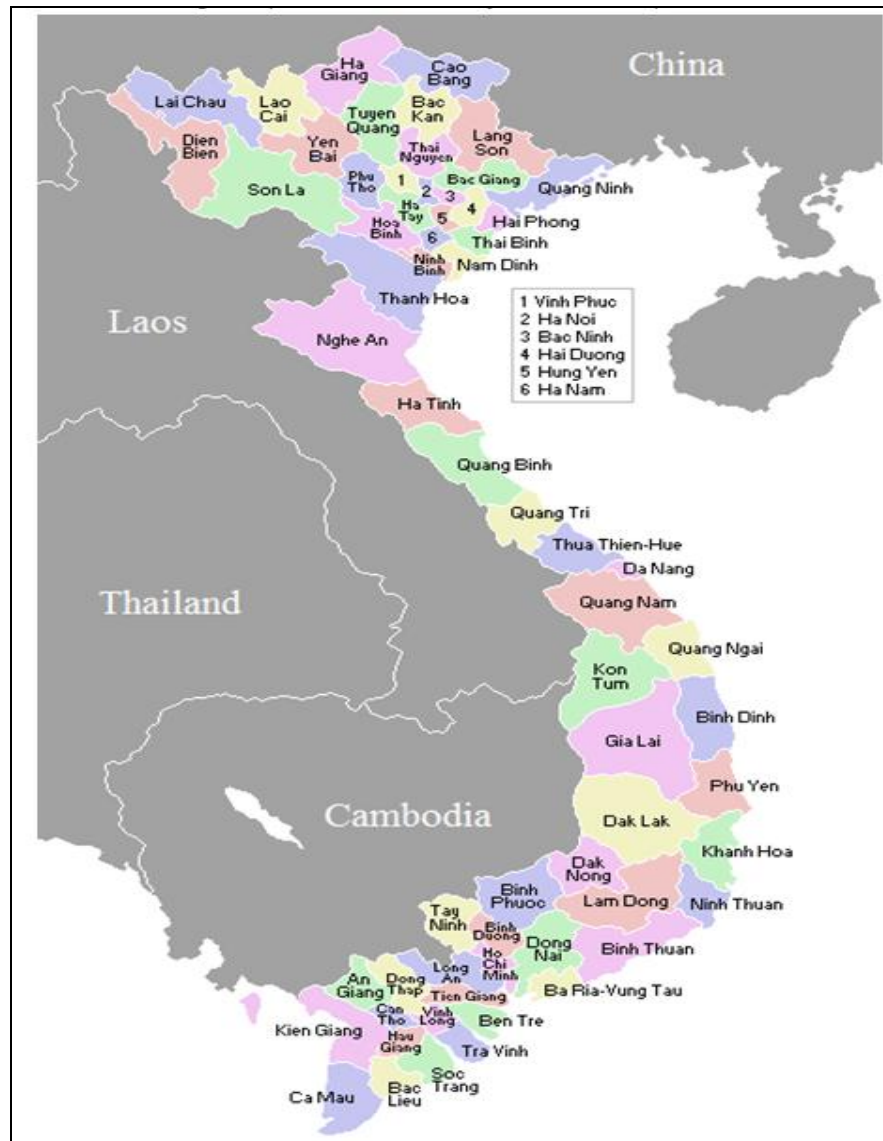 China
Ha
Giang
Cao
Bang
Lai Chau
Lao
Cai
Tuyen
Quang
Bac
Kan
Dien
Bien
Yen
Bai
Thai
Nguyen
Lang
Son
Son La
Phu
Tho
1
2
Bac Giang
Quang Ninh
3
Ha
Tay
5
4
Hai Phong
Hoa
Binh
6
Thai Binh
Ninh
Binh
Nam Dinh
Thanh Hoa
Laos
Nghe An
1 Vinh Phuc
2 Ha Noi
3 Bac Ninh
4 Hai Duong
5 Hung Yen
6 Ha Nam
Ha Tinh
Quang Binh
Quang Tri
Thua Thien-Hue
Da Nang
Thailand
Quang Nam
Quang Ngai
Kon
Tum
Binh Dinh
Gia Lai
Phu Yen
Cambodia
Dak Lak
Khanh Hoa
Dak
Nong
Binh
Phuoc
Lam Dong
Ninh Thuan
Tay
Ninh
Binh
Duong
Dong
Nai
Binh Thuan
Ho
Chi
Minh
Long
An
An
Giang
Dong
Thap
Tien Giang
Ba Ria-Vung Tau
Can
Tho
Vinh
Long
Ben Tre
Kien Giang
Hau
Giang
Tra Vinh
Soc
Trang
Ca Mau
Bac
Lieu